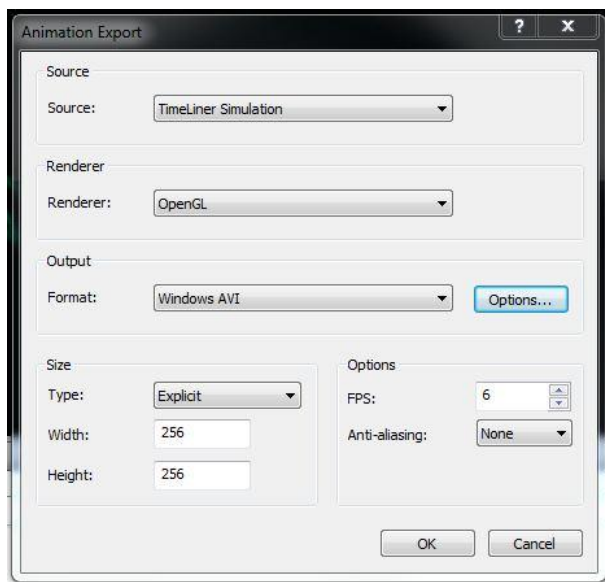 Animation Export ? X
Source
Source: TimeLiner Simulation
Renderer
Renderer: OpenGL
Output
Format: Windows AVI Options...
Size
Type: Explicit
Width: 256
Height: 256
Options
FPS: 6
Anti-aliasing: None
OK Cancel